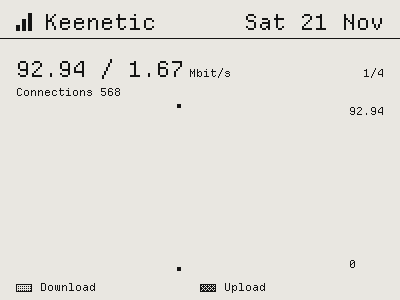 Keenetic Sat 21 Nov
92.94 / 1.67 Mbit/s 1/4
Connections 568
92.94
0
Download Upload